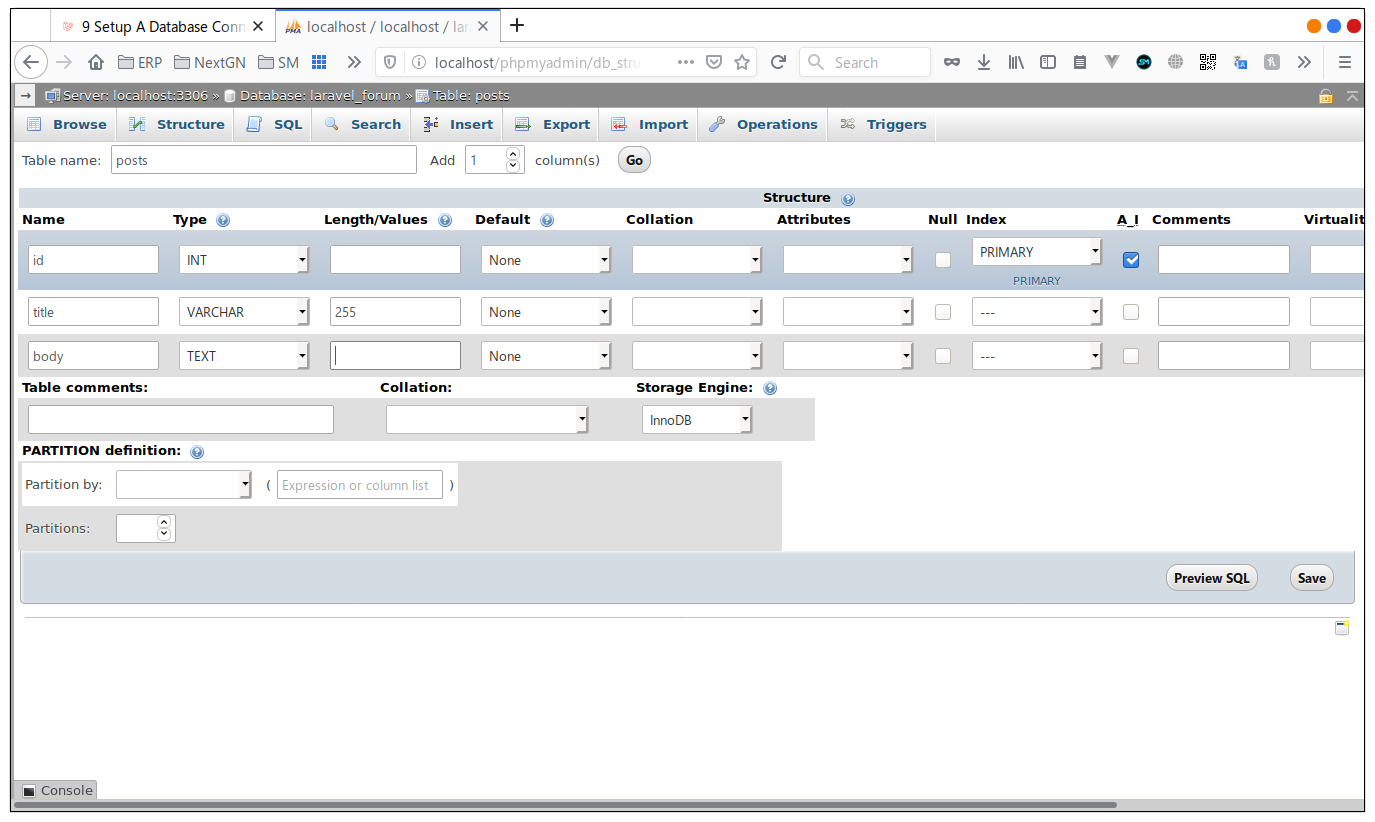 9 Setup A Database Conn
localhost / localhost / lar
ERP NextGN SM localhost/phpmyadmin/db_stru Search
Server: localhost:3306 » Database: laravel_forum » Table: posts
Browse Structure SQL Search Insert Export Import Operations Triggers
Table name: posts Add 1 column(s) Go
Structure
Name Type Length/Values Default Collation Attributes Null Index A_I Comments Virtualit
id INT None PRIMARY
PRIMARY
title VARCHAR 255 None ---
body TEXT None ---
Table comments: Collation: Storage Engine:
InnoDB
PARTITION definition:
Partition by: ( Expression or column list )
Partitions:
Preview SQL Save
Console